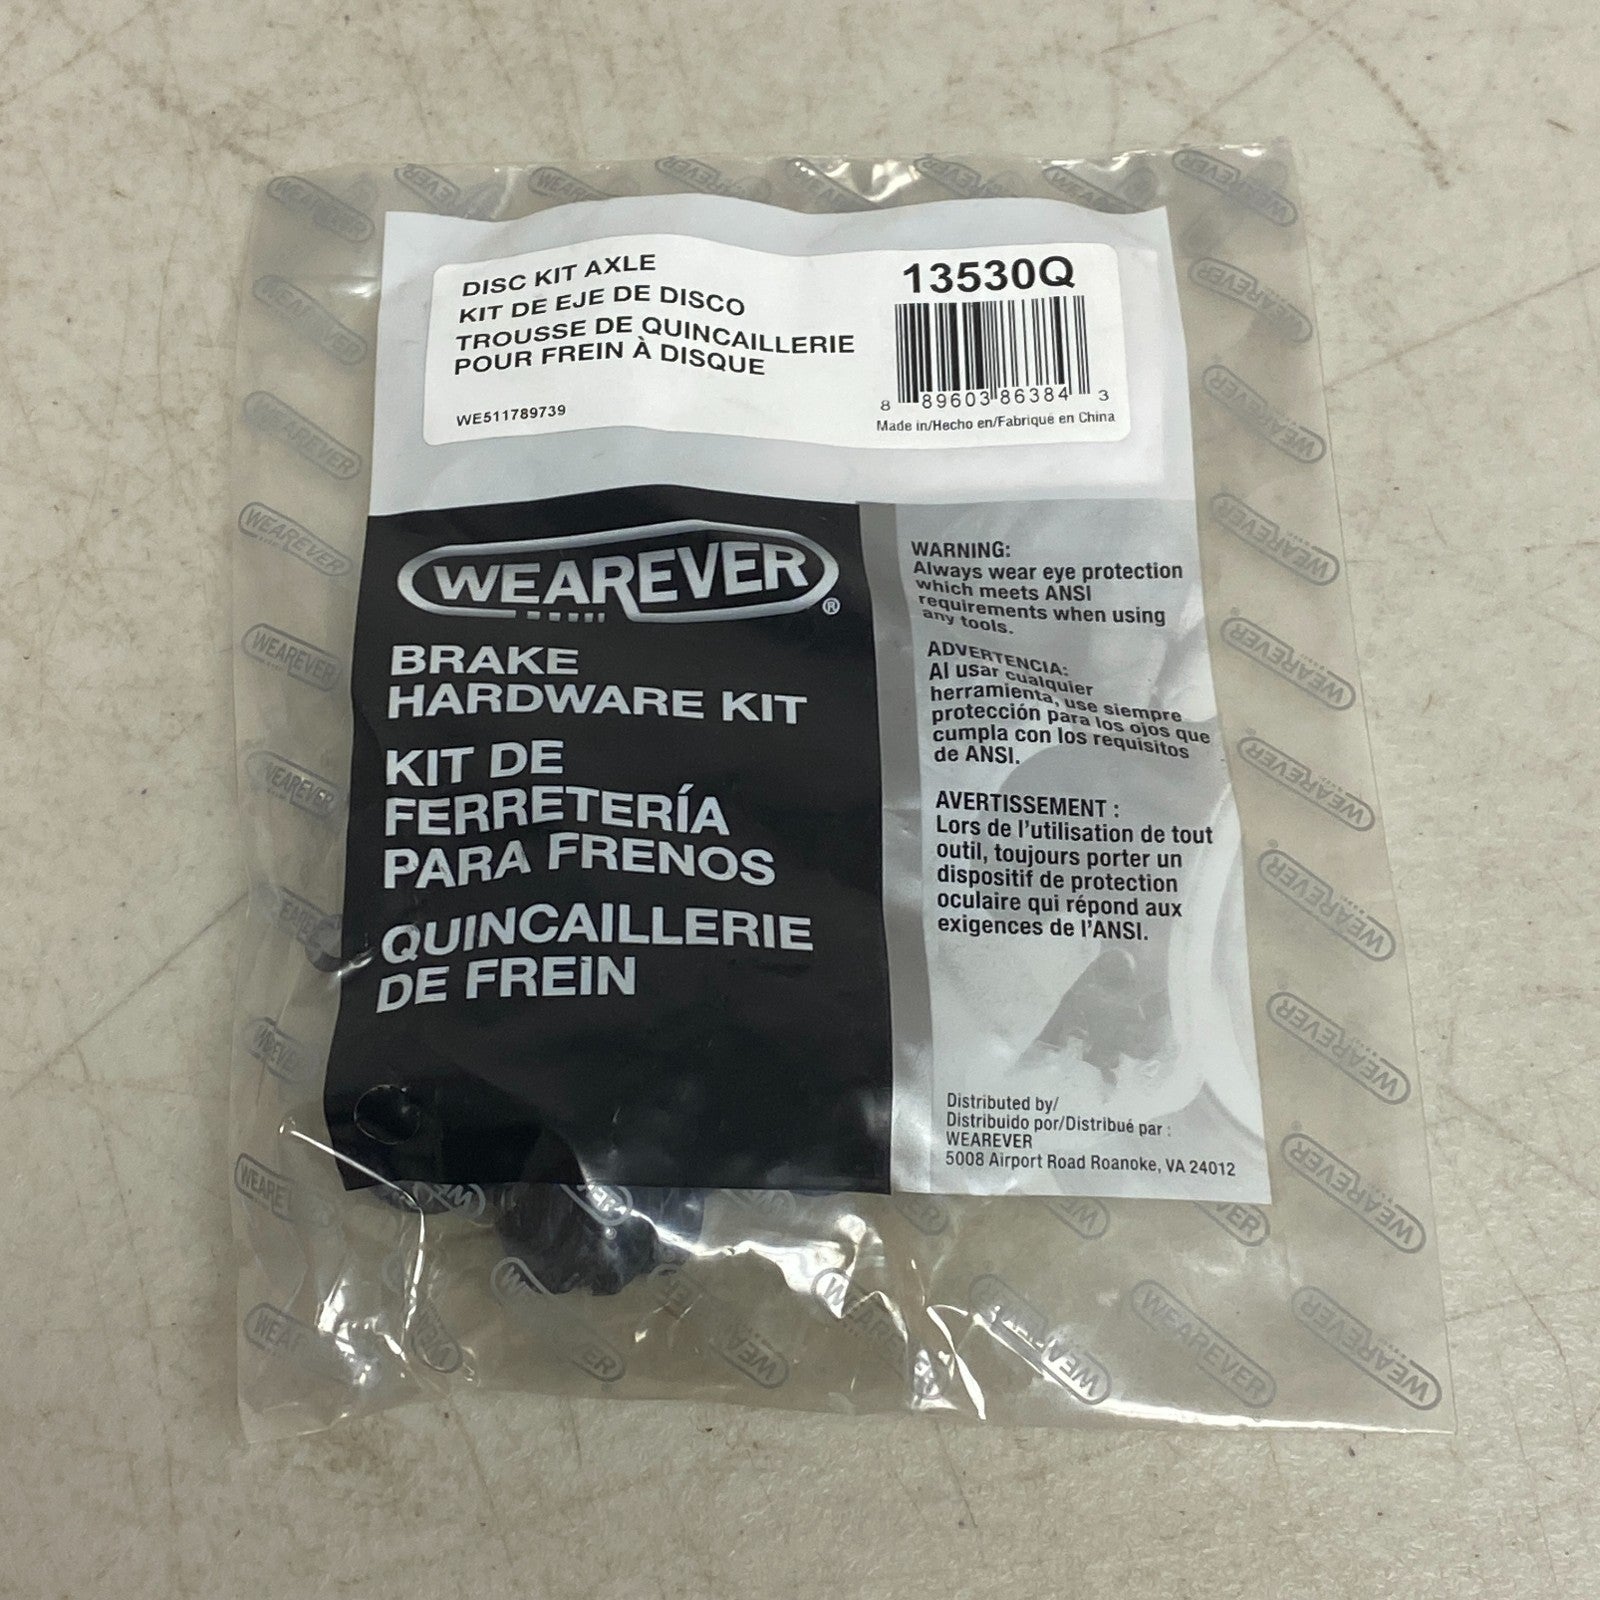 DISC KIT AXLE
KIT DE EJE DE DISCO
TROUSSE DE QUINCAILLERIE
POUR FREIN À DISQUE
WE511789739
13530Q
8 89603 86384 3
Made in/Hecho en/Fabriqué en China
WEAREVER®
BRAKE
HARDWARE KIT
KIT DE
FERRETERÍA
PARA FRENOS
QUINCAILLERIE
DE FREIN
WARNING:
Always wear eye protection
which meets ANSI
requirements when using
any tools.
ADVERTENCIA:
Al usar cualquier
herramienta, use siempre
protección para los ojos que
cumpla con los requisitos
de ANSI.
AVERTISSEMENT :
Lors de l'utilisation de tout
outil, toujours porter un
dispositif de protection
oculaire qui répond aux
exigences de l'ANSI.
Distributed by/
Distribuido por/Distribué par :
WEAREVER
5008 Airport Road Roanoke, VA 24012